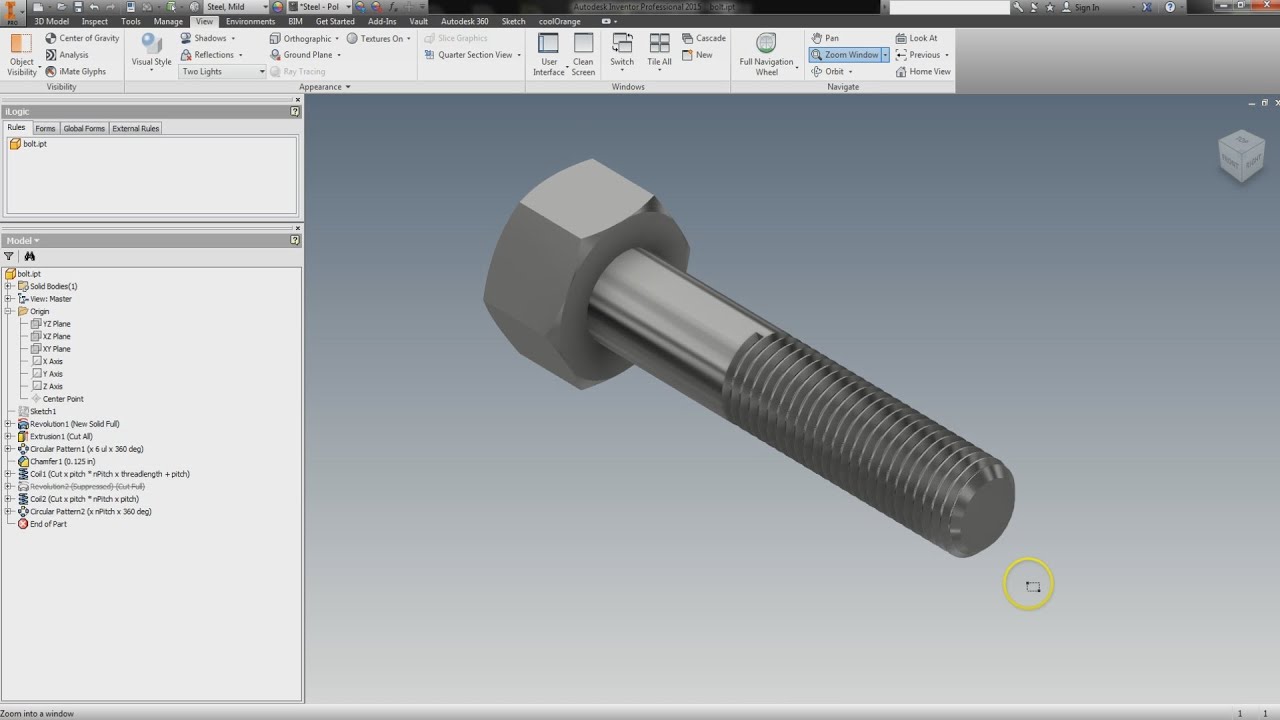 Autodesk Inventor Professional 2015 bolt.ipt
Steel, Mild *Steel - Pol Sign In
PRO 3D Model Inspect Tools Manage View Environments BIM Get Started Add-Ins Vault Autodesk 360 Sketch coolOrange
Object Visibility
Center of Gravity
Analysis
iMate Glyphs
Visibility
Visual Style
Shadows
Reflections
Two Lights
Orthographic
Ground Plane
Ray Tracing
Textures On
Slice Graphics
Quarter Section View
Appearance
User Interface
Clean Screen
Switch
Tile All
Cascade
New
Windows
Full Navigation Wheel
Pan
Zoom Window
Orbit
Look At
Previous
Home View
Navigate
iLogic
Rules Forms Global Forms External Rules
bolt.ipt
Model
bolt.ipt
Solid Bodies(1)
View: Master
Origin
YZ Plane
XZ Plane
XY Plane
X Axis
Y Axis
Z Axis
Center Point
Sketch1
Revolution1 (New Solid Full)
Extrusion1 (Cut All)
Circular Pattern1 (x 6 ul x 360 deg)
Chamfer1 (0.125 in)
Coil1 (Cut x pitch * nPitch x threadlength + pitch)
Revolution2 (Suppressed) (Cut Full)
Coil2 (Cut x pitch * nPitch x pitch)
Circular Pattern2 (x nPitch x 360 deg)
End of Part
TOP
FRONT RIGHT
Zoom into a window
1 1